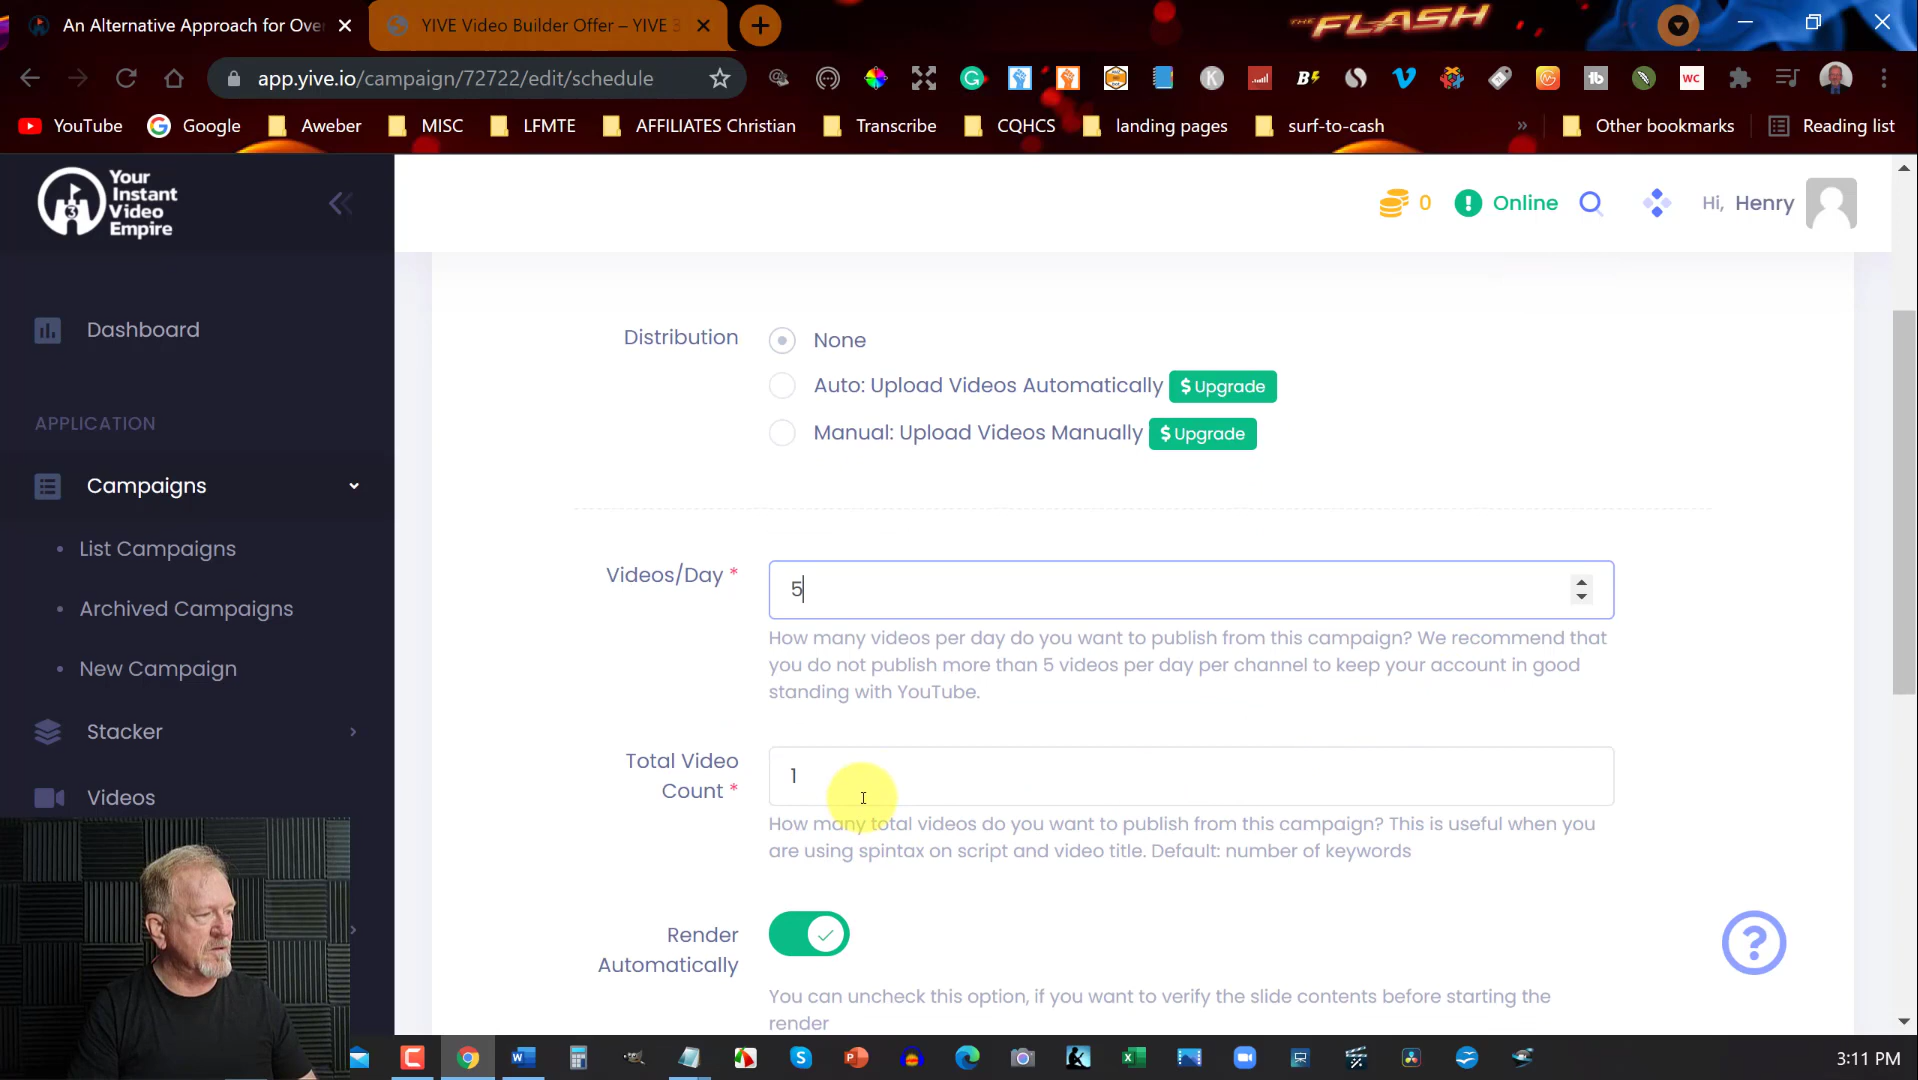 An Alternative Approach for Over
YIVE Video Builder Offer – YIVE 3
THE FLASH
app.yive.io/campaign/72722/edit/schedule
WC
YouTube
Google
Aweber
MISC
LFMTE
AFFILIATES Christian
Transcribe
CQHCS
landing pages
surf-to-cash
»
Other bookmarks
Reading list
Your
Instant
Video
Empire
3
0
Online
Hi, Henry
Dashboard
APPLICATION
Campaigns
List Campaigns
Archived Campaigns
New Campaign
Stacker
Videos
Distribution
None
Auto: Upload Videos Automatically
$ Upgrade
Manual: Upload Videos Manually
$ Upgrade
Videos/Day *
5
How many videos per day do you want to publish from this campaign? We recommend that
you do not publish more than 5 videos per day per channel to keep your account in good
standing with YouTube.
Total Video
Count *
1
How many total videos do you want to publish from this campaign? This is useful when you
are using spintax on script and video title. Default: number of keywords
Render
Automatically
You can uncheck this option, if you want to verify the slide contents before starting the
render
3:11 PM